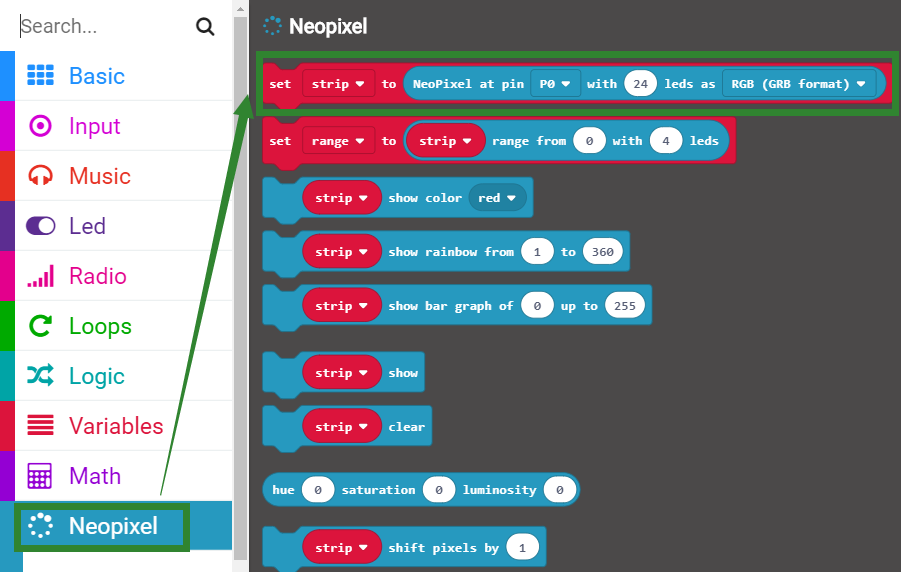 Search...
Basic
Input
Music
Led
Radio
Loops
Logic
Variables
Math
Neopixel
Neopixel
set strip to NeoPixel at pin P0 with 24 leds as RGB (GRB format)
set range to strip range from 0 with 4 leds
strip show color red
strip show rainbow from 1 to 360
strip show bar graph of 0 up to 255
strip show
strip clear
hue 0 saturation 0 luminosity 0
strip shift pixels by 1